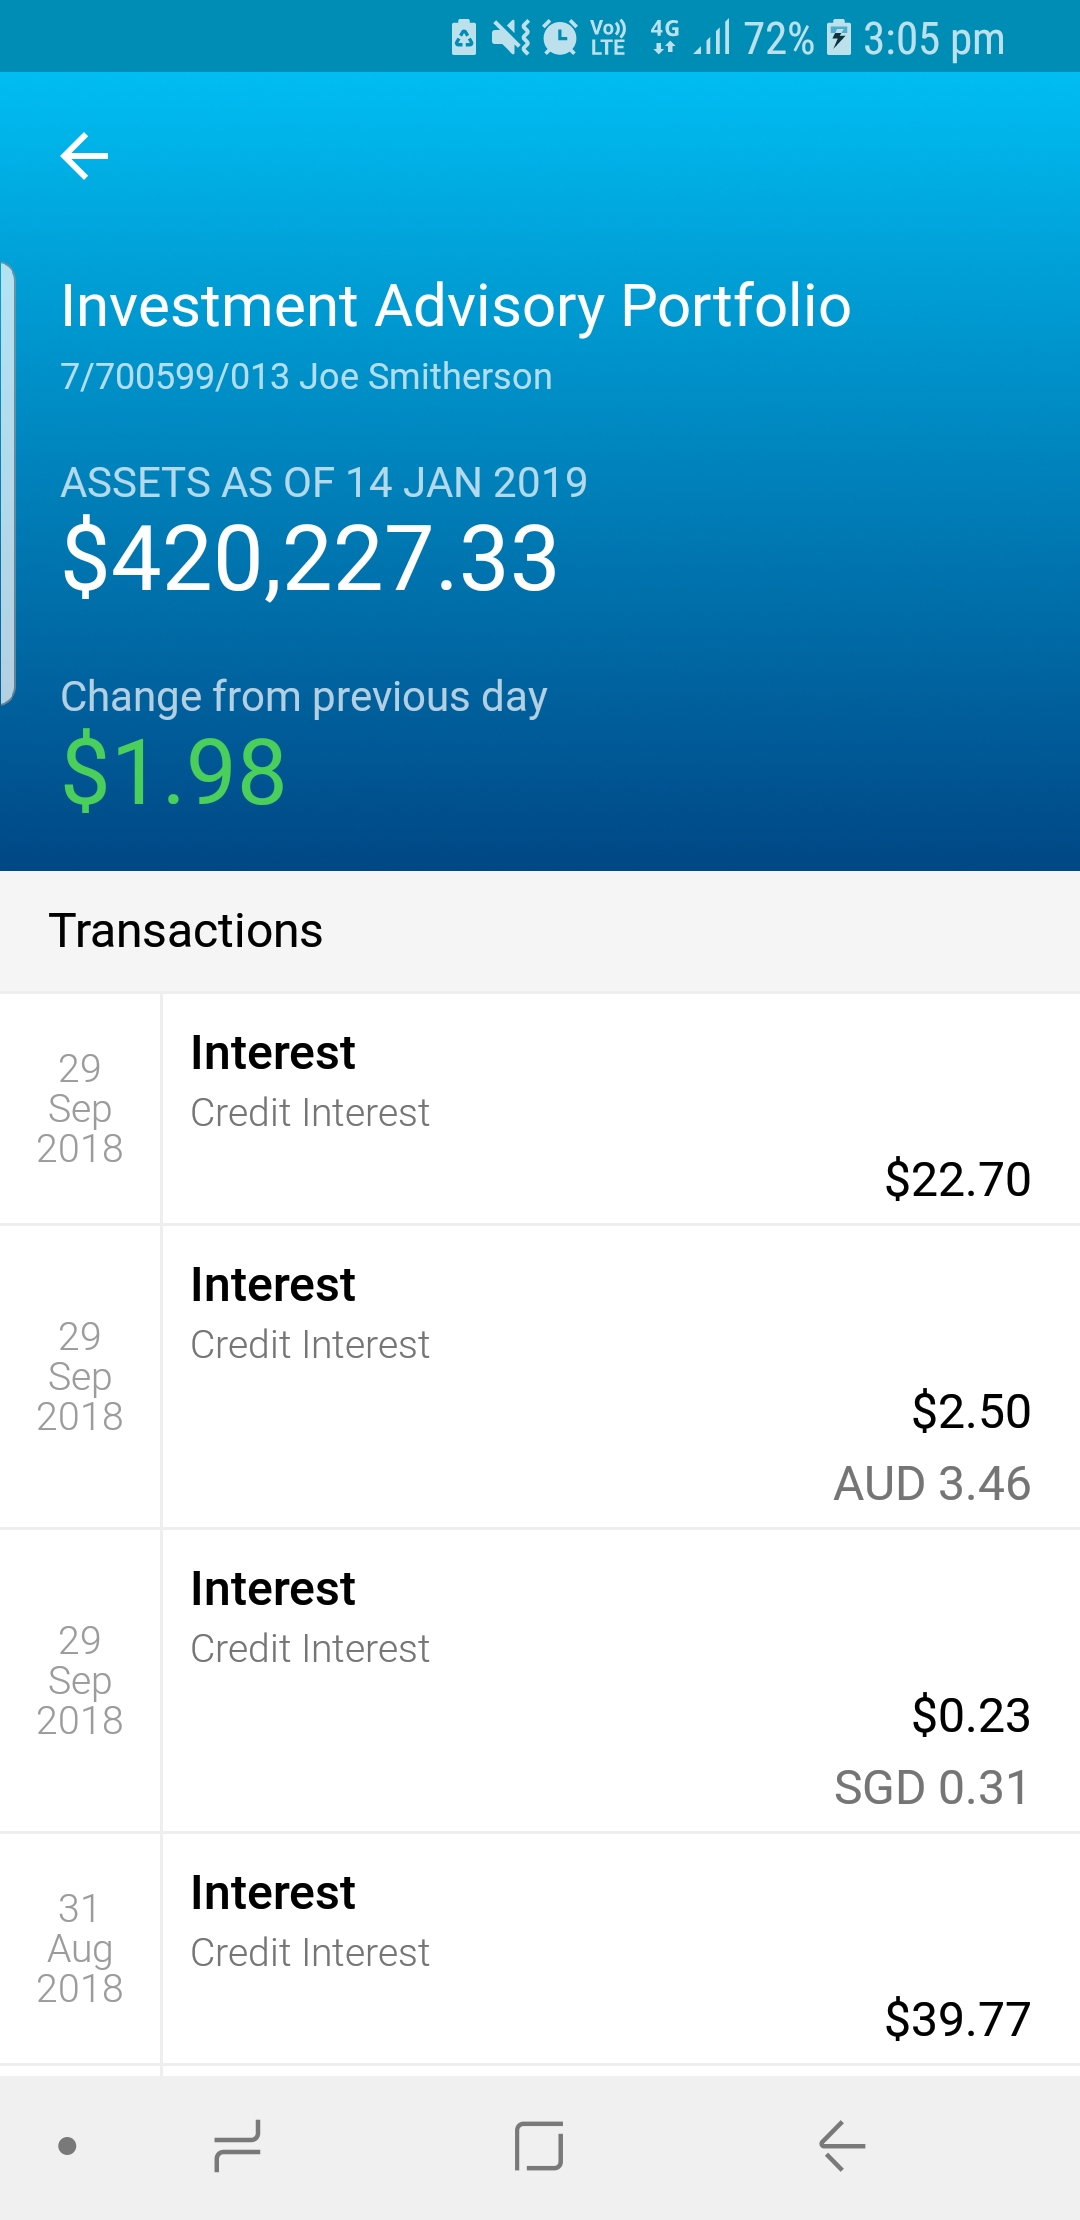 Vo)) LTE 4G 72% 3:05 pm
Investment Advisory Portfolio
7/700599/013 Joe Smitherson
ASSETS AS OF 14 JAN 2019
$420,227.33
Change from previous day
$1.98
Transactions
29
Sep
2018
Interest
Credit Interest
$22.70
29
Sep
2018
Interest
Credit Interest
$2.50
AUD 3.46
29
Sep
2018
Interest
Credit Interest
$0.23
SGD 0.31
31
Aug
2018
Interest
Credit Interest
$39.77